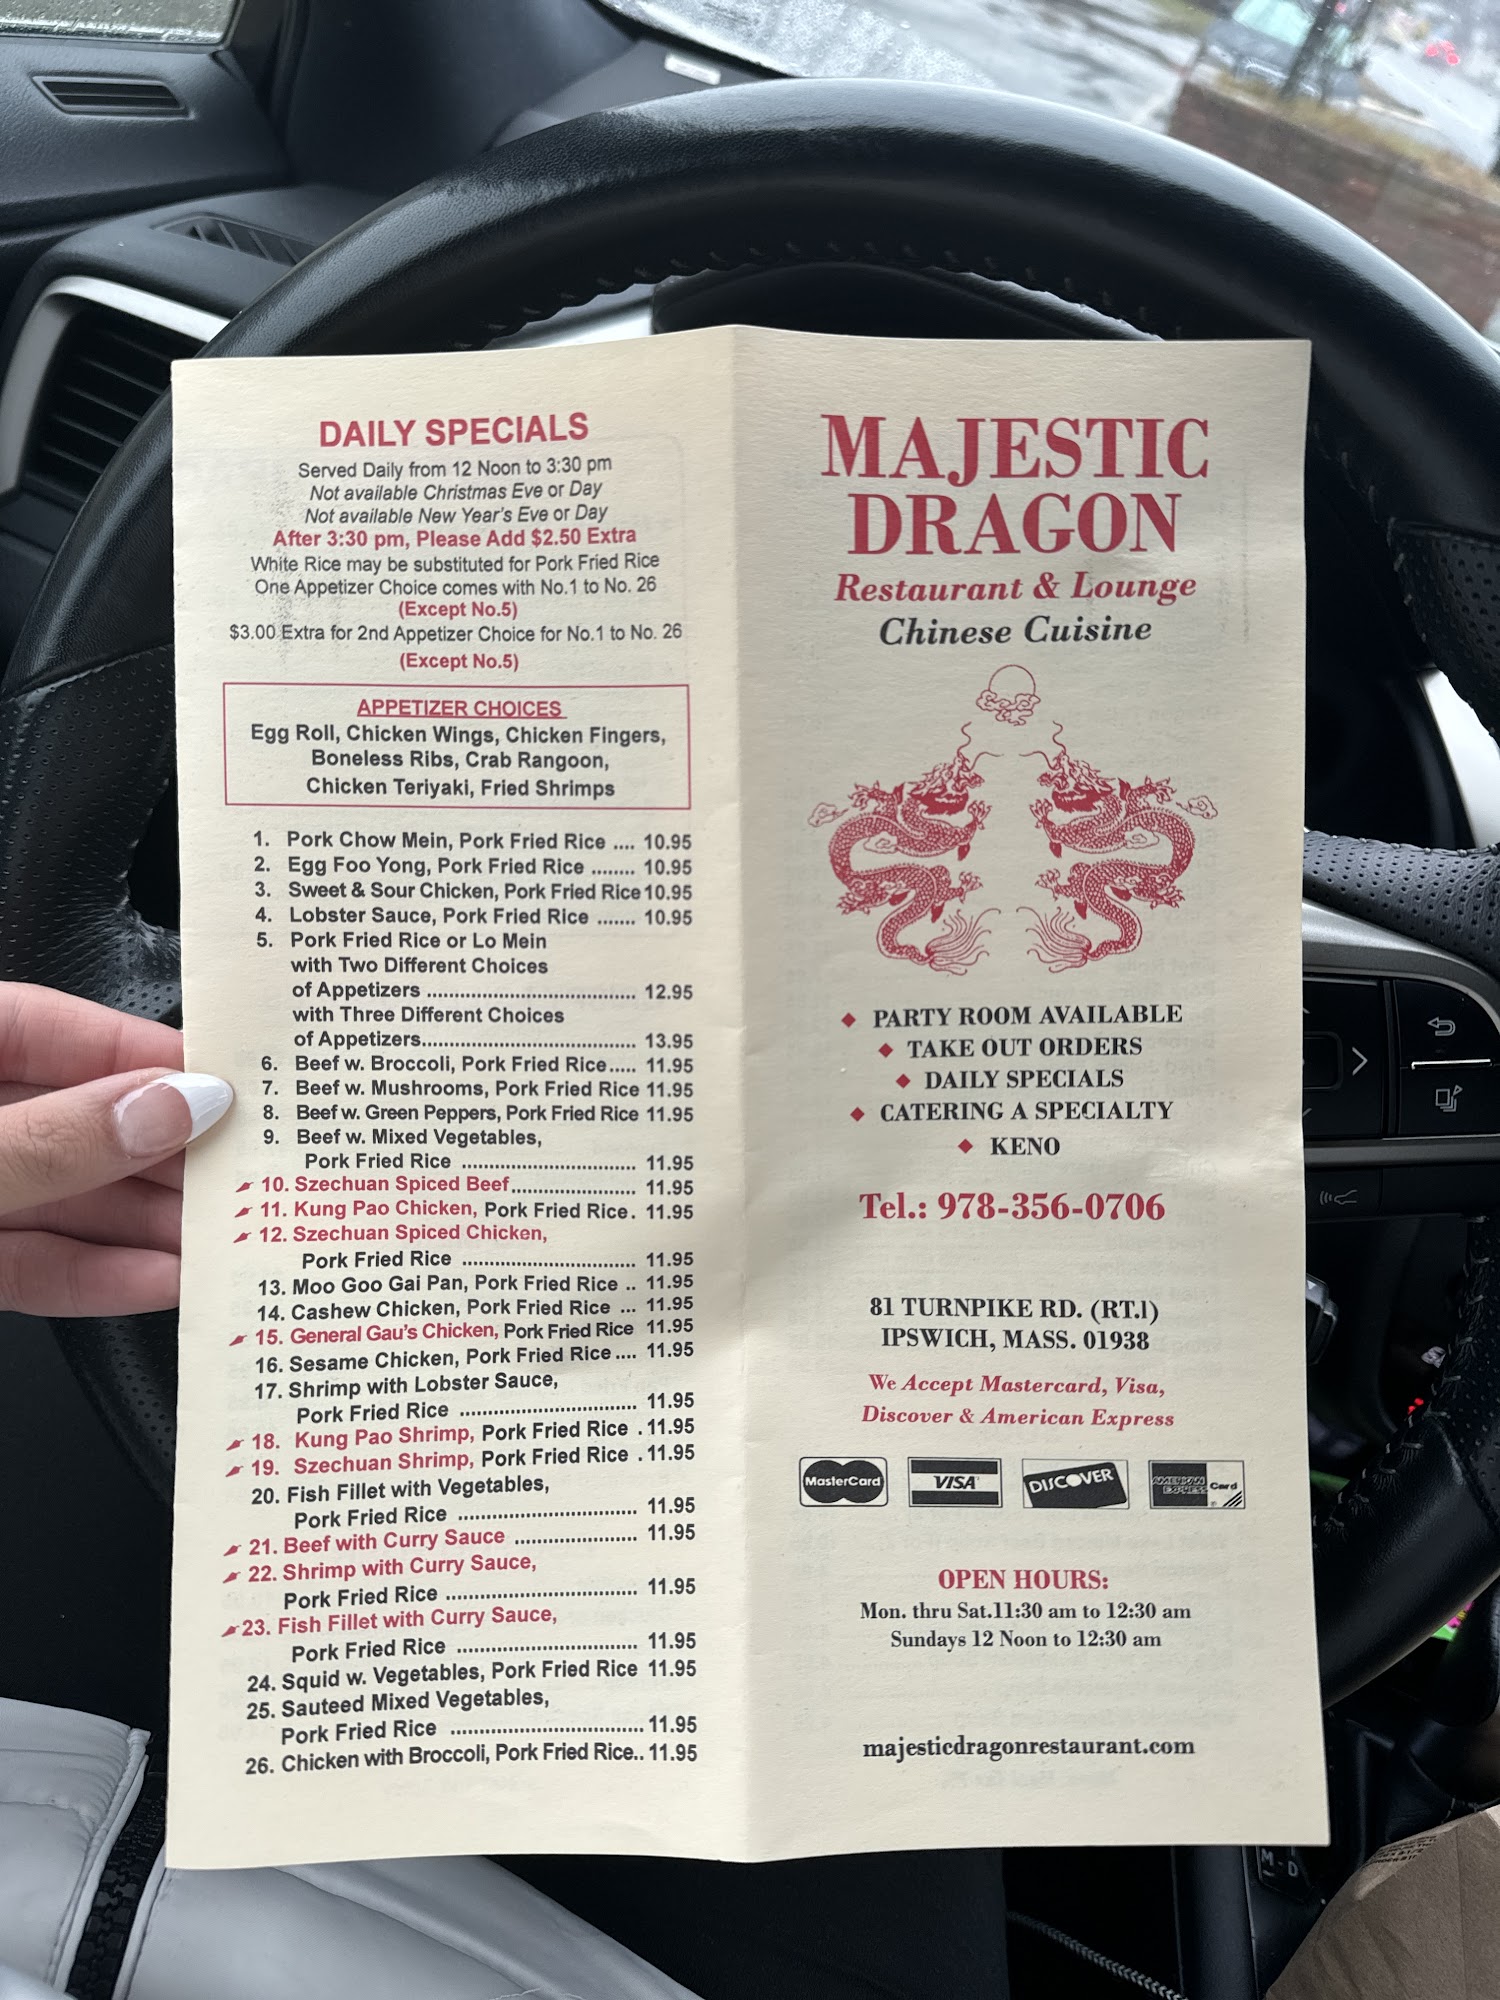 DAILY SPECIALS
Served Daily from 12 Noon to 3:30 pm
Not available Christmas Eve or Day
Not available New Year's Eve or Day
After 3:30 pm, Please Add $2.50 Extra
White Rice may be substituted for Pork Fried Rice
One Appetizer Choice comes with No.1 to No. 26
(Except No.5)
$3.00 Extra for 2nd Appetizer Choice for No.1 to No. 26
(Except No.5)
APPETIZER CHOICES
Egg Roll, Chicken Wings, Chicken Fingers,
Boneless Ribs, Crab Rangoon,
Chicken Teriyaki, Fried Shrimps
1. Pork Chow Mein, Pork Fried Rice .... 10.95
2. Egg Foo Yong, Pork Fried Rice ........ 10.95
3. Sweet & Sour Chicken, Pork Fried Rice 10.95
4. Lobster Sauce, Pork Fried Rice ....... 10.95
5. Pork Fried Rice or Lo Mein
with Two Different Choices
of Appetizers ...................................... 12.95
with Three Different Choices
of Appetizers....................................... 13.95
6. Beef w. Broccoli, Pork Fried Rice..... 11.95
7. Beef w. Mushrooms, Pork Fried Rice 11.95
8. Beef w. Green Peppers, Pork Fried Rice 11.95
9. Beef w. Mixed Vegetables,
Pork Fried Rice ................................ 11.95
10. Szechuan Spiced Beef....................... 11.95
11. Kung Pao Chicken, Pork Fried Rice. 11.95
12. Szechuan Spiced Chicken,
Pork Fried Rice ................................ 11.95
13. Moo Goo Gai Pan, Pork Fried Rice .. 11.95
14. Cashew Chicken, Pork Fried Rice ... 11.95
15. General Gau's Chicken, Pork Fried Rice 11.95
16. Sesame Chicken, Pork Fried Rice .... 11.95
17. Shrimp with Lobster Sauce,
Pork Fried Rice ................................ 11.95
18. Kung Pao Shrimp, Pork Fried Rice . 11.95
19. Szechuan Shrimp, Pork Fried Rice . 11.95
20. Fish Fillet with Vegetables,
Pork Fried Rice ................................ 11.95
21. Beef with Curry Sauce ...................... 11.95
22. Shrimp with Curry Sauce,
Pork Fried Rice .................................. 11.95
23. Fish Fillet with Curry Sauce,
Pork Fried Rice ................................ 11.95
24. Squid w. Vegetables, Pork Fried Rice 11.95
25. Sauteed Mixed Vegetables,
Pork Fried Rice .................................. 11.95
26. Chicken with Broccoli, Pork Fried Rice.. 11.95
MAJESTIC
DRAGON
Restaurant & Lounge
Chinese Cuisine
PARTY ROOM AVAILABLE
TAKE OUT ORDERS
DAILY SPECIALS
CATERING A SPECIALTY
KENO
Tel.: 978-356-0706
81 TURNPIKE RD. (RT.1)
IPSWICH, MASS. 01938
We Accept Mastercard, Visa,
Discover & American Express
MasterCard VISA DISCOVER AMERICAN EXPRESS Card
OPEN HOURS:
Mon. thru Sat.11:30 am to 12:30 am
Sundays 12 Noon to 12:30 am
majesticdragonrestaurant.com
M - D